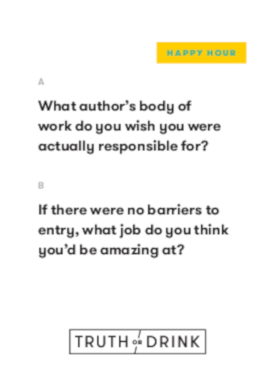 HAPPY HOUR
A
What author's body of
work do you wish you were
actually responsible for?
B
If there were no barriers to
entry, what job do you think
you'd be amazing at?
TRUTH OR DRINK